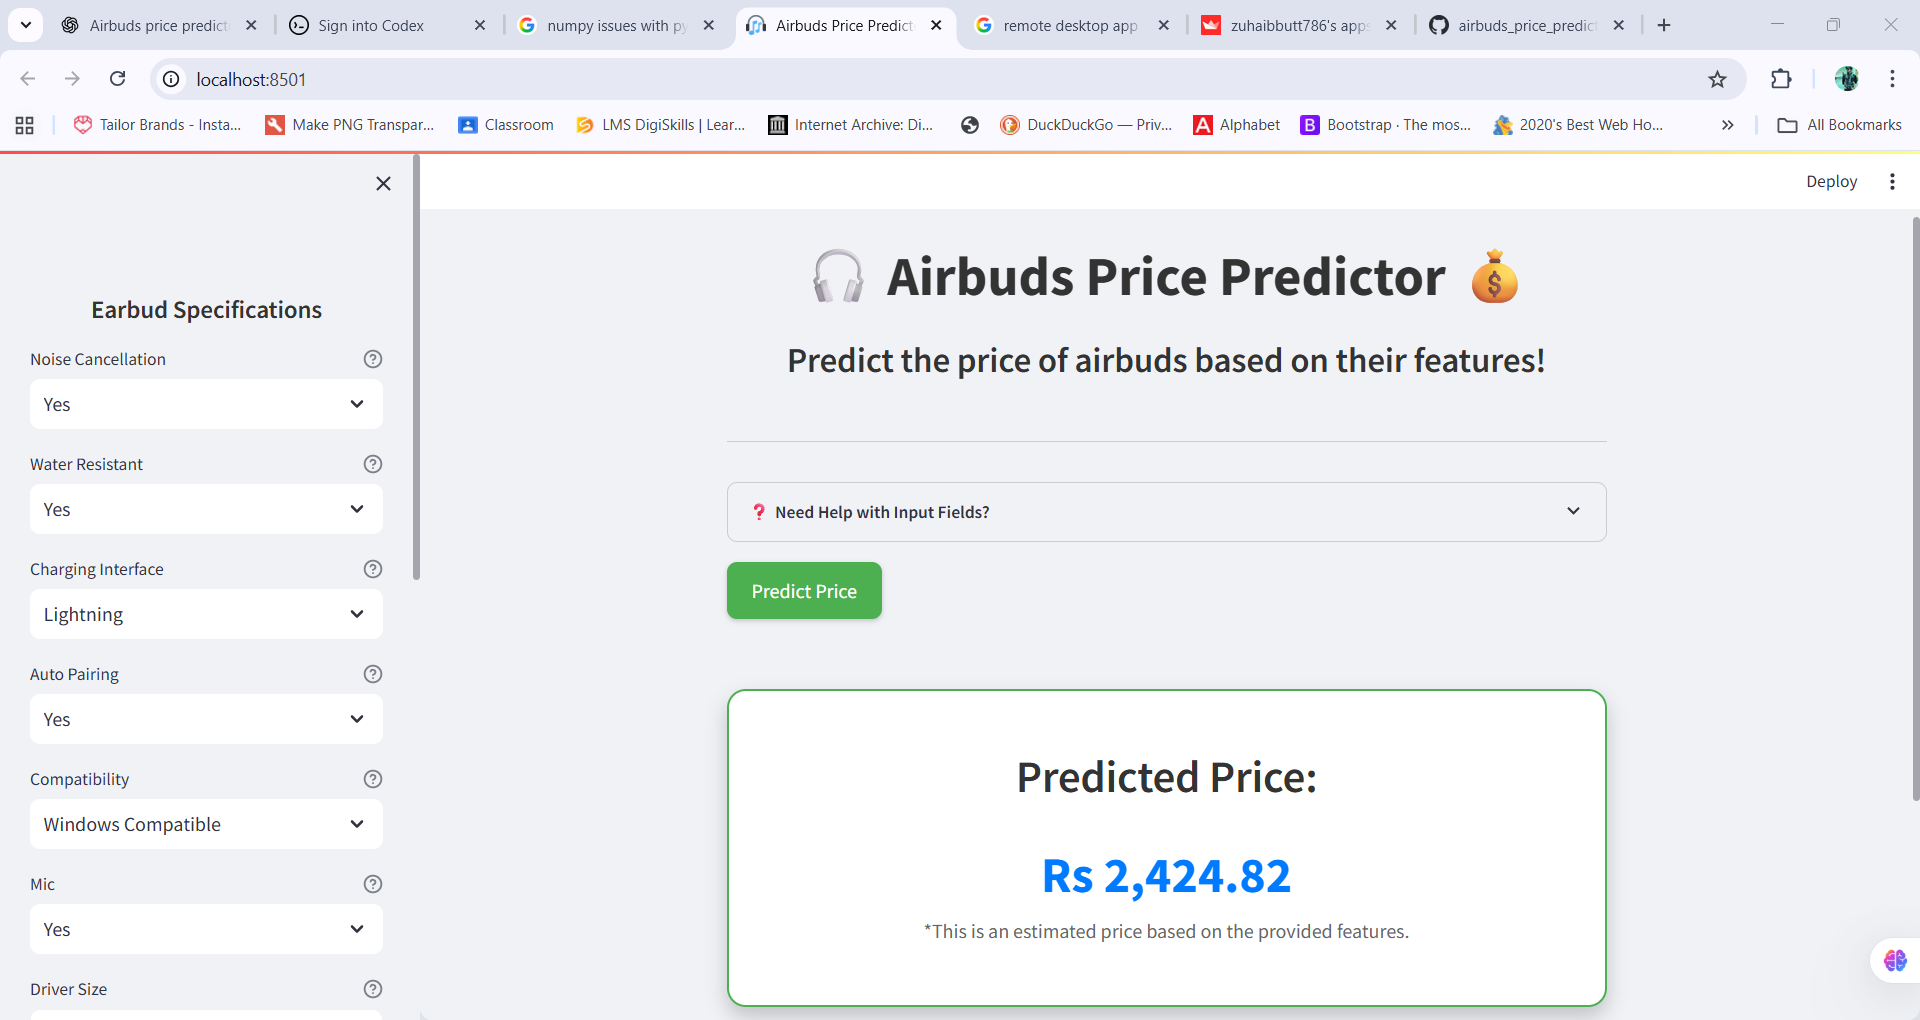 Airbuds price predict
Sign into Codex
numpy issues with py
Airbuds Price Predict
remote desktop app
zuhaibbutt786's apps
airbuds_price_predict
localhost:8501
Tailor Brands - Insta...
Make PNG Transpar...
Classroom
LMS DigiSkills | Lear...
Internet Archive: Di...
DuckDuckGo — Priv...
A Alphabet
B Bootstrap · The mos...
2020's Best Web Ho...
All Bookmarks
Deploy
Earbud Specifications
Noise Cancellation
Yes
Water Resistant
Yes
Charging Interface
Lightning
Auto Pairing
Yes
Compatibility
Windows Compatible
Mic
Yes
Driver Size
Airbuds Price Predictor
Predict the price of airbuds based on their features!
❓ Need Help with Input Fields?
Predict Price
Predicted Price:
Rs 2,424.82
*This is an estimated price based on the provided features.